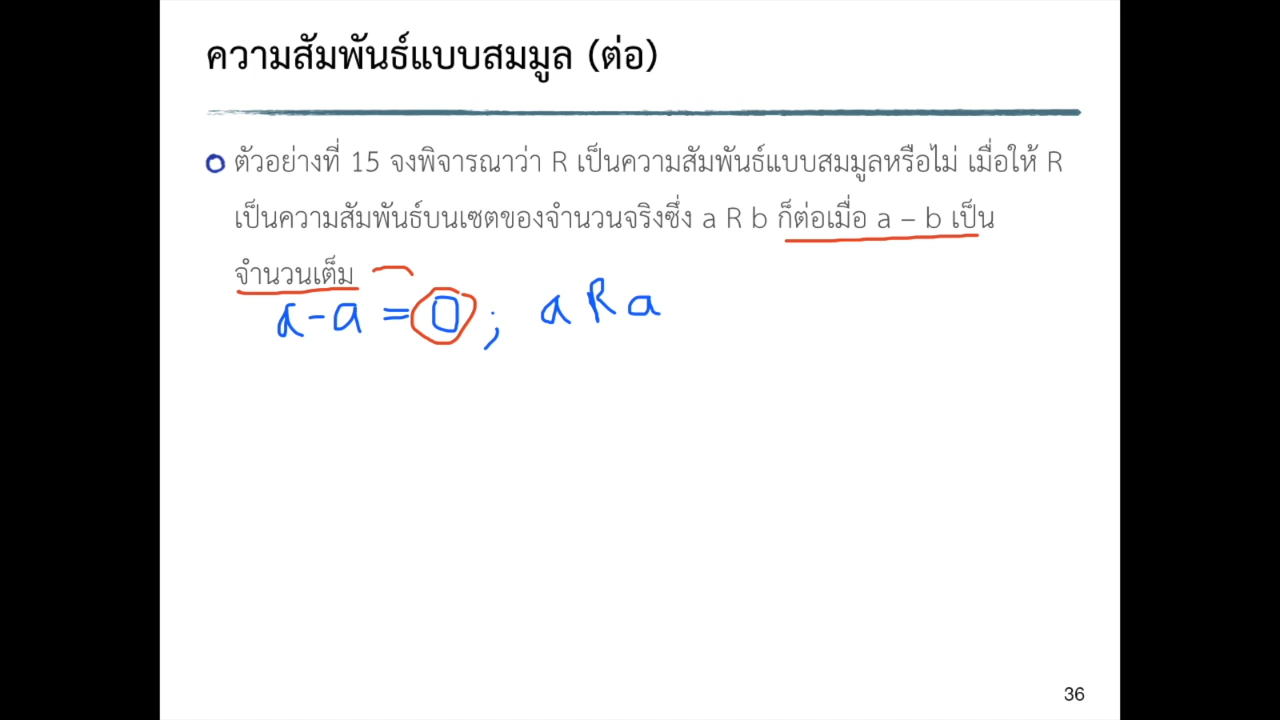 ความสัมพันธ์แบบสมมูล (ต่อ)
ตัวอย่างที่ 15 จงพิจารณาว่า R เป็นความสัมพันธ์แบบสมมูลหรือไม่ เมื่อให้ R
เป็นความสัมพันธ์บนเซตของจำนวนจริงซึ่ง a R b ก็ต่อเมื่อ a – b เป็น
จำนวนเต็ม
a-a = 0 ; a R a
36